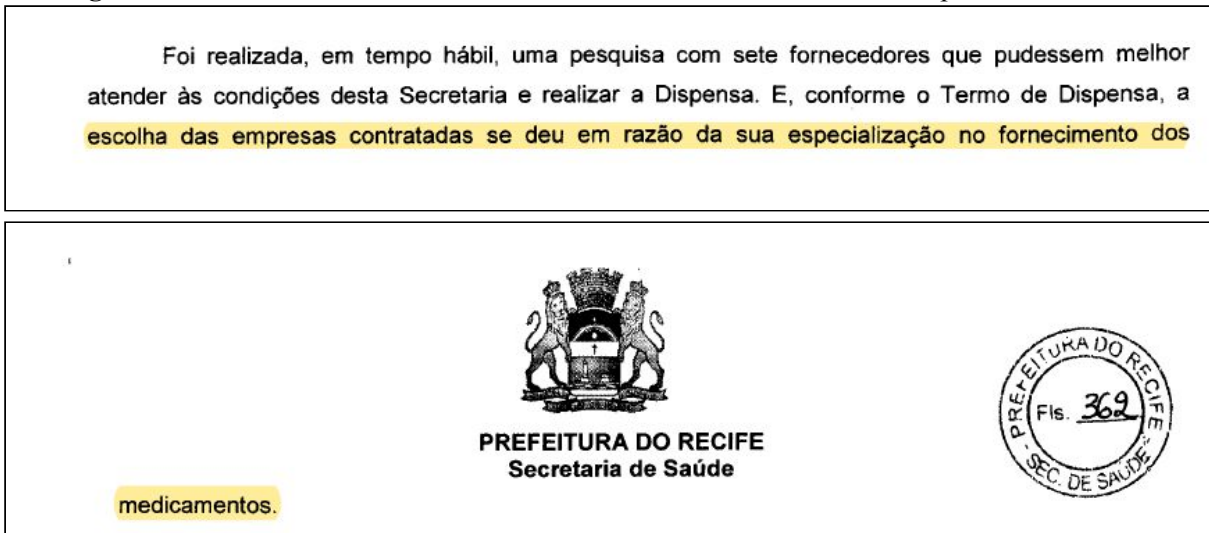 Foi realizada, em tempo hábil, uma pesquisa com sete fornecedores que pudessem melhor
atender às condições desta Secretaria e realizar a Dispensa. E, conforme o Termo de Dispensa, a
escolha das empresas contratadas se deu em razão da sua especialização no fornecimento dos
PREFEITURA DO RECIFE
Secretaria de Saúde
PREFEITURA DO RECIFE
Fls. 362
- SEC. DE SAÚDE -
medicamentos.